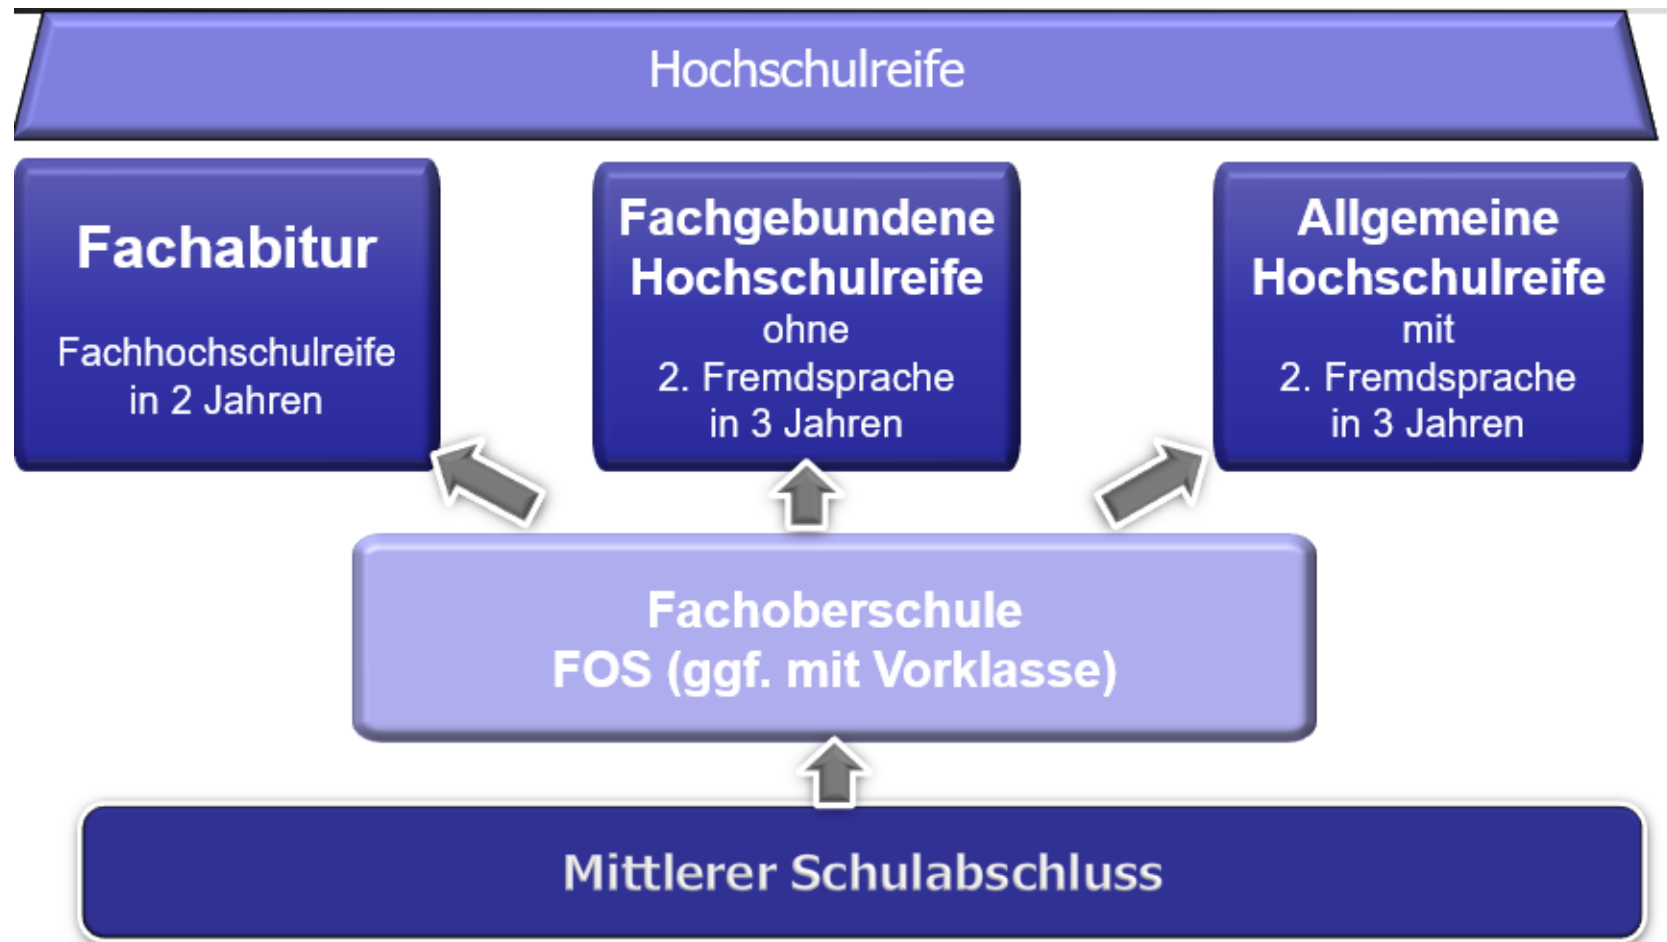 Hochschulreife
Fachabitur
Fachhochschulreife
in 2 Jahren
Fachgebundene
Hochschulreife
ohne
2. Fremdsprache
in 3 Jahren
Allgemeine
Hochschulreife
mit
2. Fremdsprache
in 3 Jahren
Fachoberschule
FOS (ggf. mit Vorklasse)
Mittlerer Schulabschluss